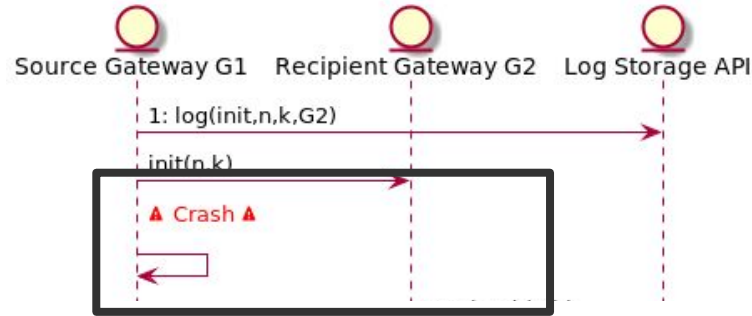 Source Gateway G1 Recipient Gateway G2 Log Storage API
1: log(init,n,k,G2)
init(n,k)
Crash